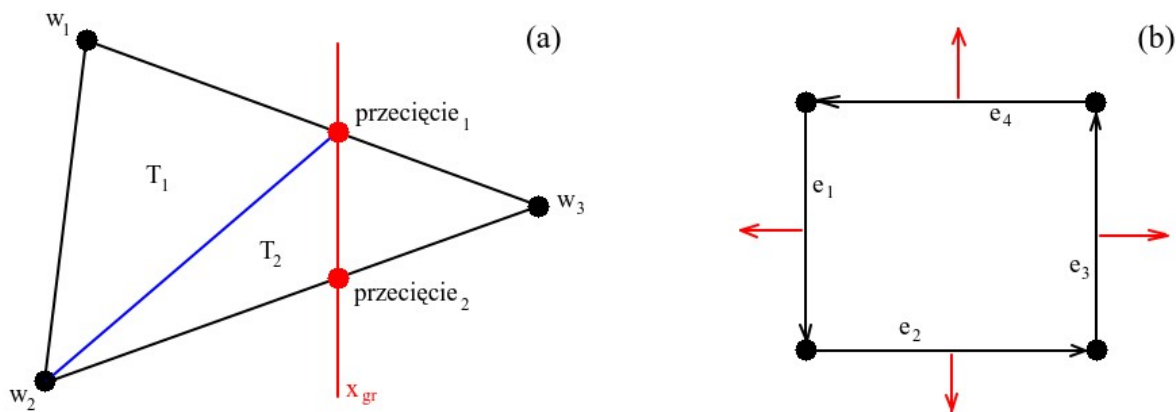 w1
(a)
przecięcie1
T1
w3
T2
przecięcie2
w2
xgr
(b)
e4
e1
e3
e2